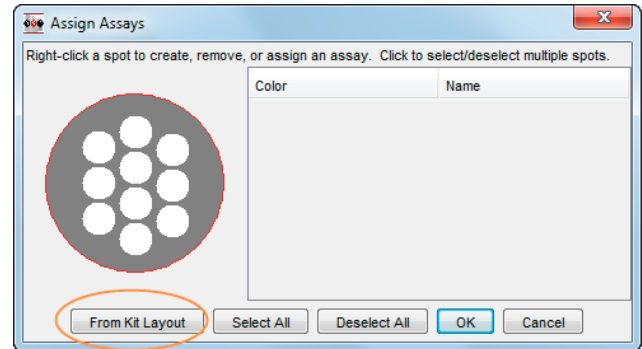 Assign Assays
Right-click a spot to create, remove, or assign an assay. Click to select/deselect multiple spots.
Color Name
From Kit Layout Select All Deselect All OK Cancel